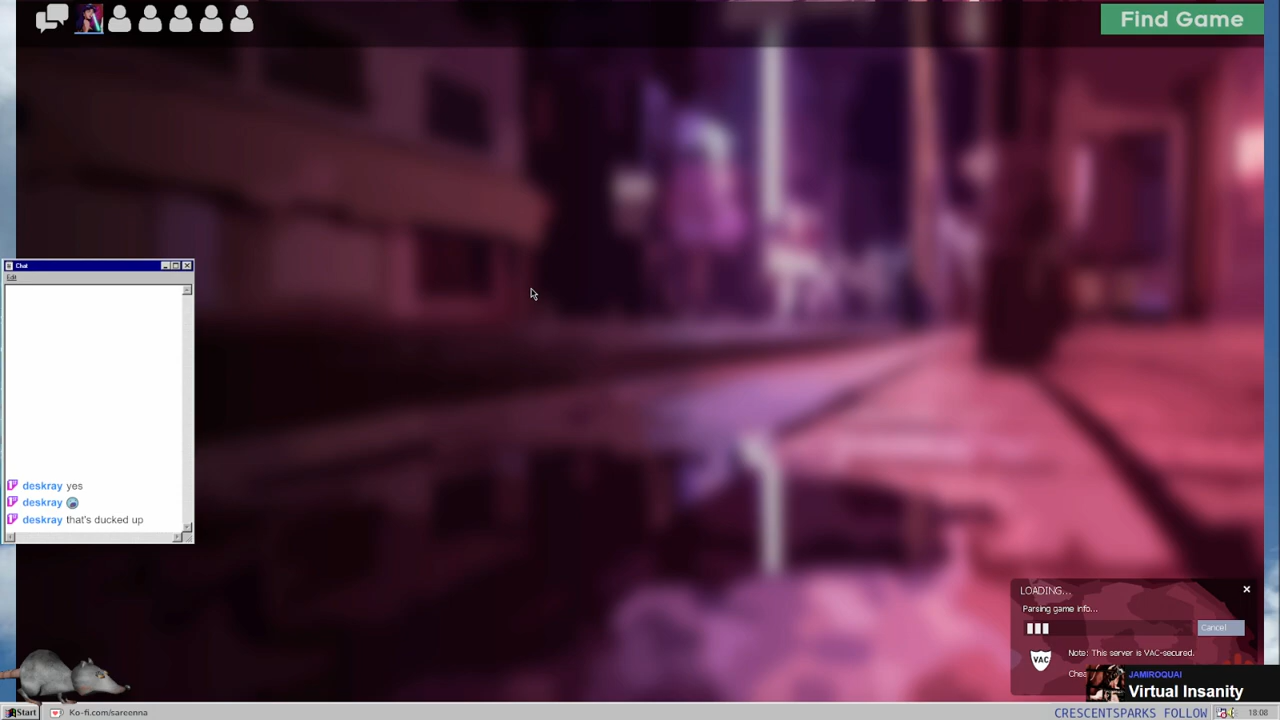 Find Game
Chat
Edit
deskray yes
deskray
deskray that's ducked up
LOADING...
Parsing game info...
Cancel
Note: This server is VAC-secured.
VAC
JAMIROQUAI
Virtual Insanity
Start
Ko-fi.com/sareenna
CRESCENTSPARKS FOLLOW
18:08